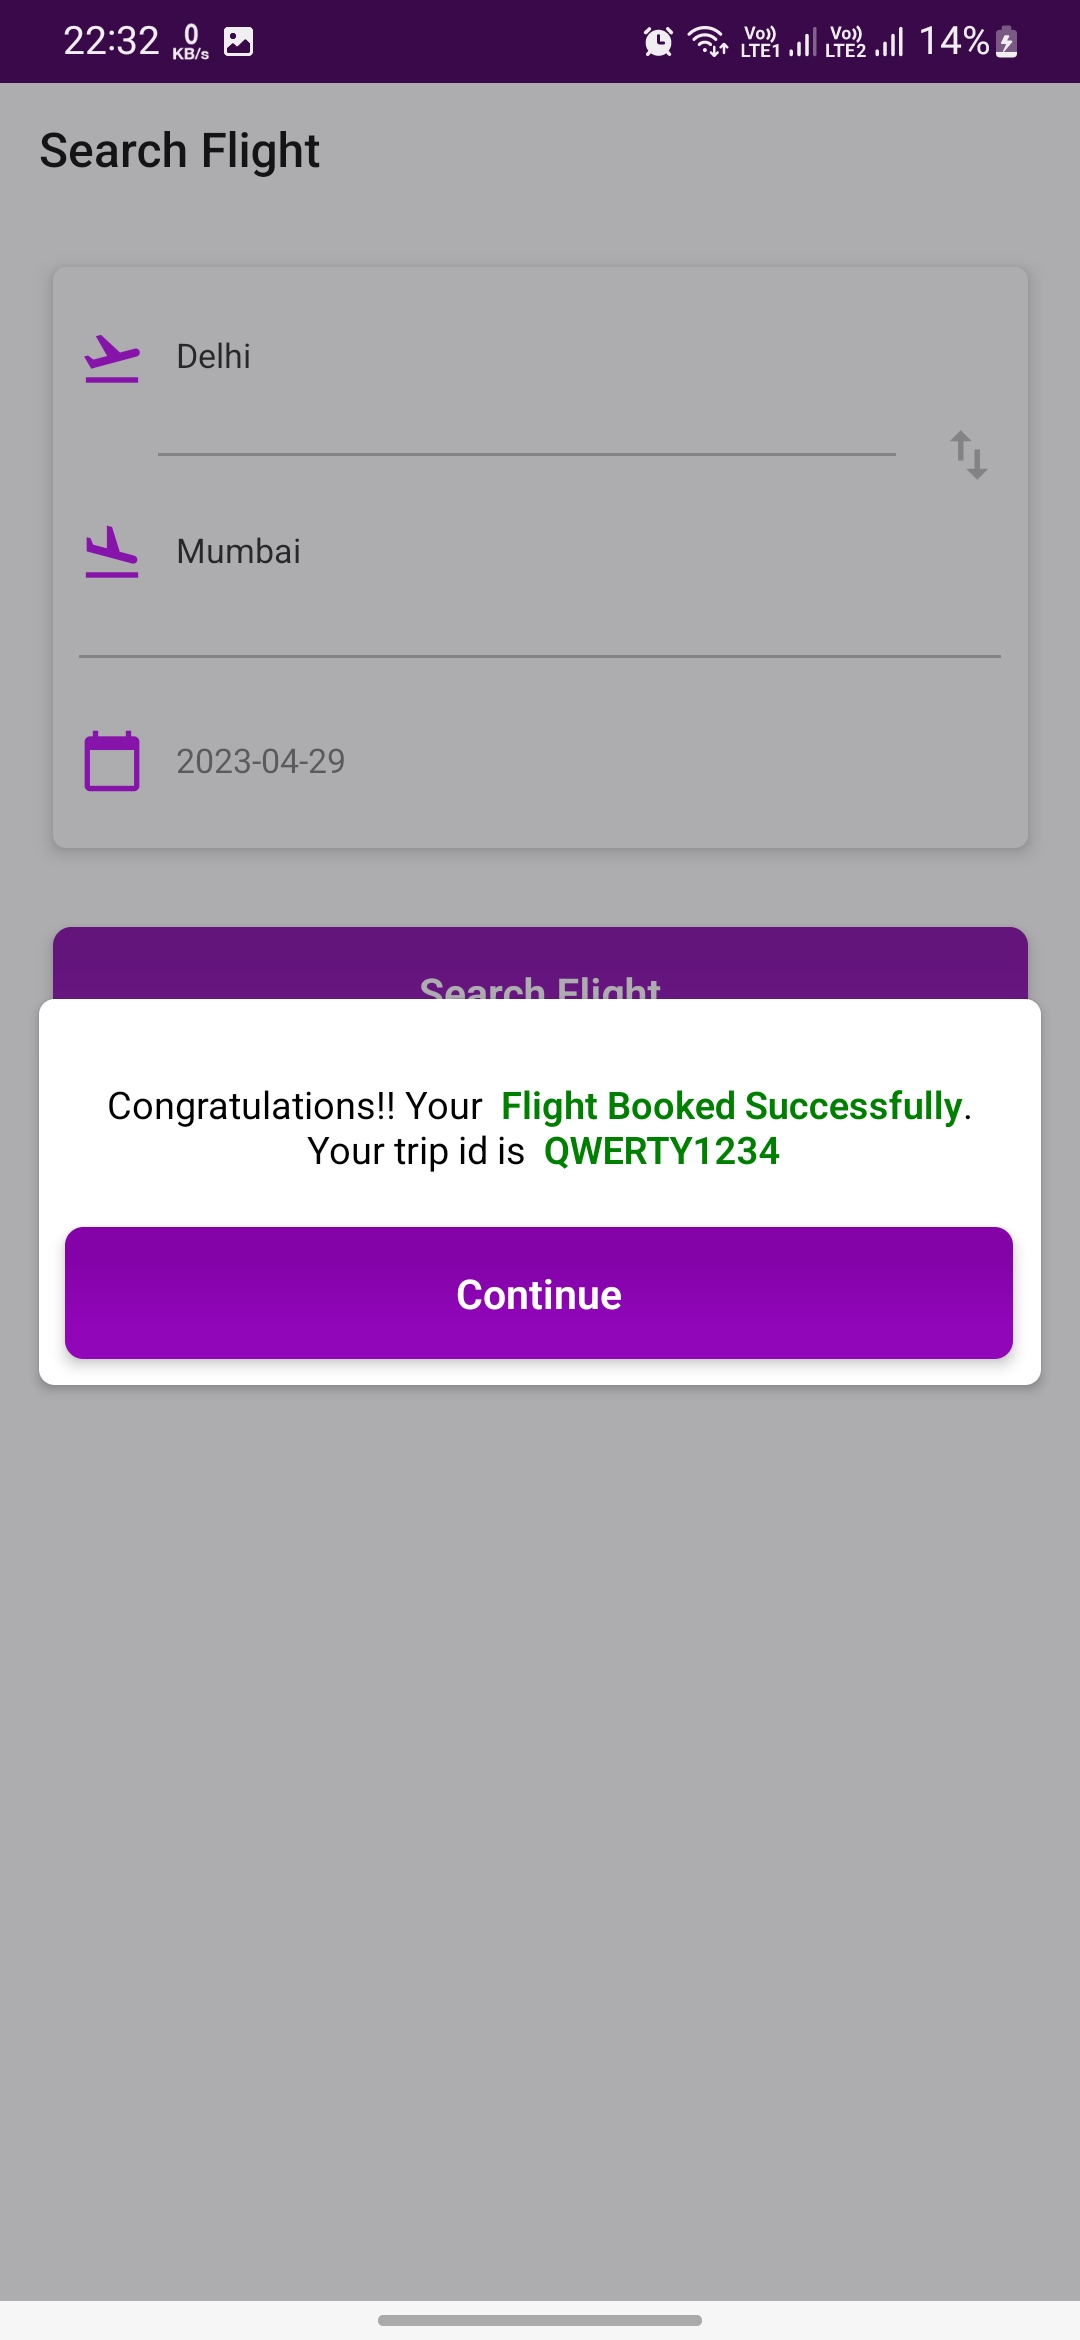 22:32 0 KB/s Vo)) LTE1 Vo)) LTE2 14%
Search Flight
Delhi
Mumbai
2023-04-29
Search Flight
Congratulations!! Your Flight Booked Successfully.
Your trip id is QWERTY1234
Continue